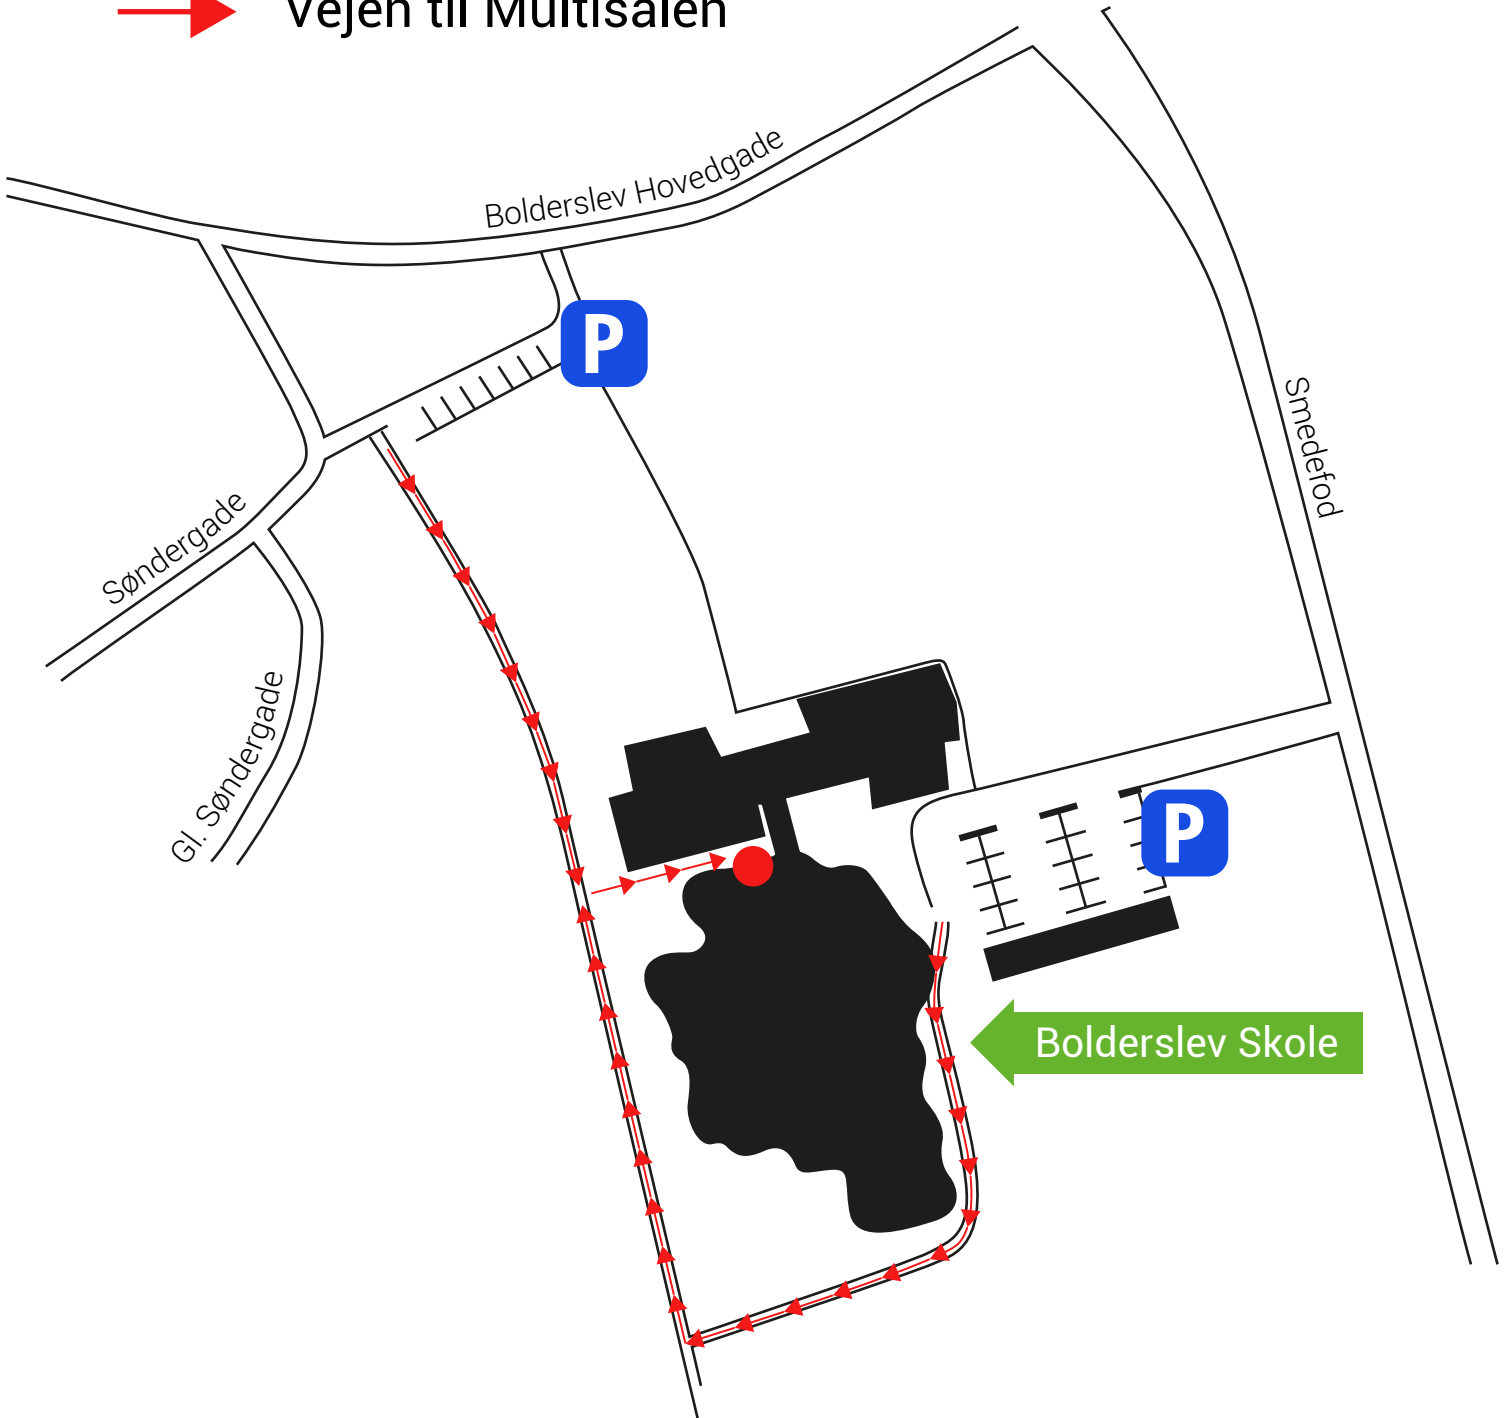 Vejen til Multisalen
Bolderslev Hovedgade
P
Smedefod
Søndergade
Gl. Søndergade
P
Bolderslev Skole